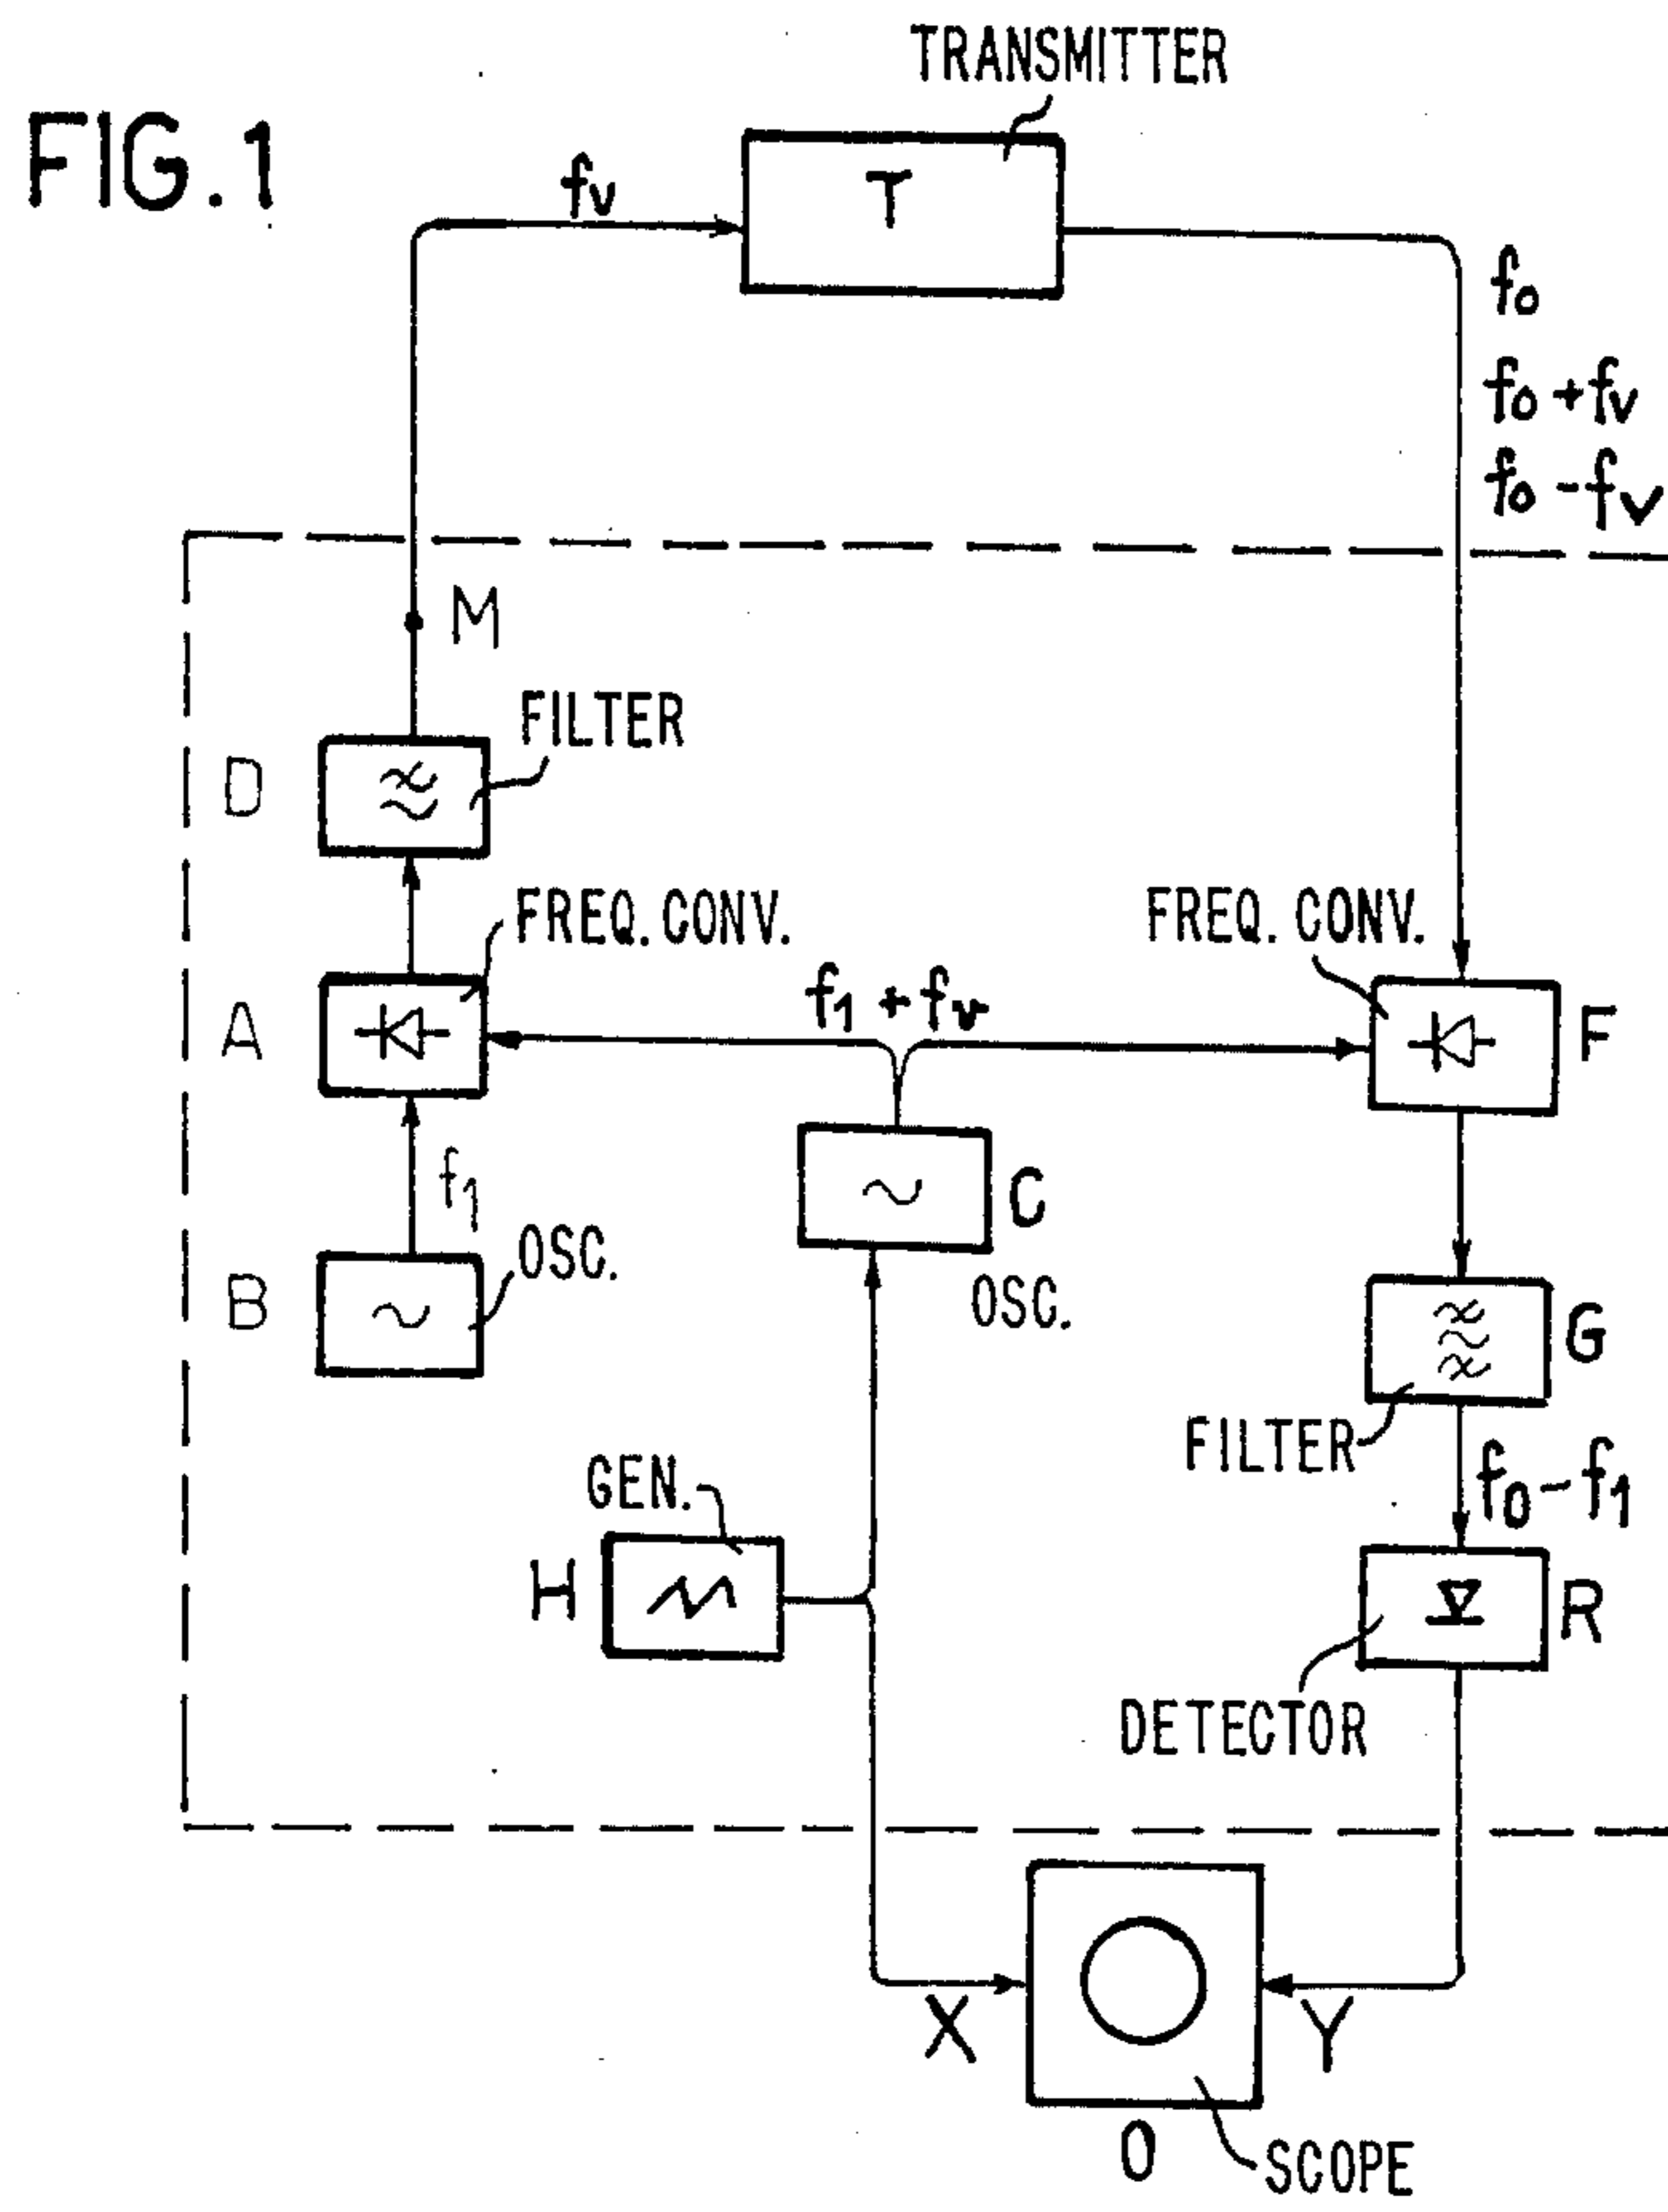 FIG.1
TRANSMITTER
T
fv
fo
fo+fv
fo-fv
M
FILTER
D
FREQ. CONV.
FREQ. CONV.
A
f1+fv
F
f1
C
OSC.
OSC.
B
G
FILTER
fo-f1
GEN.
H
R
DETECTOR
X
Y
O
SCOPE